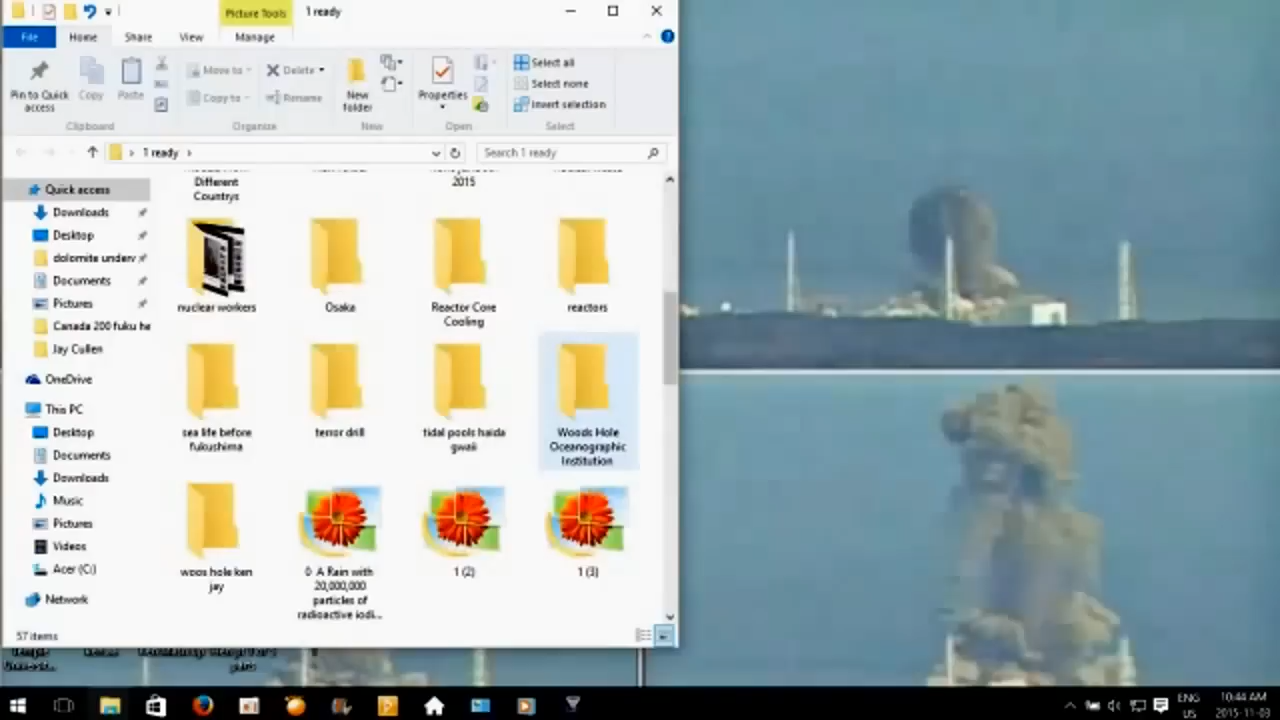 Picture Tools
1 ready
File
Home
Share
View
Manage
Pin to Quick
access
Copy
Paste
Move to
Copy to
Delete
Rename
New
folder
Properties
Select all
Select none
Invert selection
Clipboard
Organize
New
Open
Select
1 ready
Search 1 ready
Quick access
Downloads
Desktop
dolomite underv
Documents
Pictures
Canada 200 fuku he
Jay Cullen
OneDrive
This PC
Desktop
Documents
Downloads
Music
Pictures
Videos
Acer (C:)
Network
Different
Countrys
2015
nuclear workers
Osaka
Reactor Core
Cooling
reactors
sea life before
fukushima
terror drill
tidal pools haida
gwaii
Woods Hole
Oceanographic
Institution
woos hole ken
jay
0 A Rain with
20,000,000
particles of
radioactive iodi...
1 (2)
1 (3)
57 items
ENG
US
10:44 AM
2015-11-03